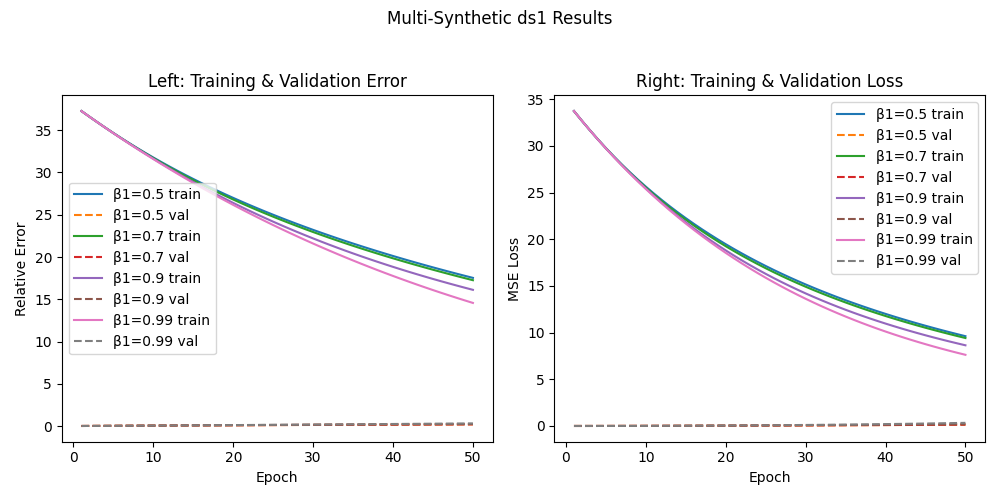 Multi-Synthetic ds1 Results
Left: Training & Validation Error
Relative Error
35
30
25
20
15
10
5
0
β1=0.5 train
β1=0.5 val
β1=0.7 train
β1=0.7 val
β1=0.9 train
β1=0.9 val
β1=0.99 train
β1=0.99 val
0 10 20 30 40 50
Epoch
Right: Training & Validation Loss
MSE Loss
35
30
25
20
15
10
5
0
β1=0.5 train
β1=0.5 val
β1=0.7 train
β1=0.7 val
β1=0.9 train
β1=0.9 val
β1=0.99 train
β1=0.99 val
0 10 20 30 40 50
Epoch